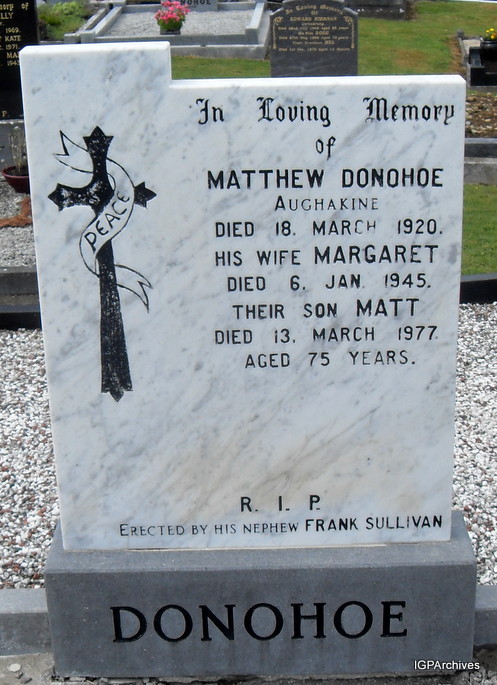 DONOHOE
In Loving Memory
of
MATTHEW DONOHOE
AUGHAKINE
DIED 18. MARCH 1920.
HIS WIFE MARGARET
DIED 6. JAN. 1945.
THEIR SON MATT
DIED 13. MARCH 1977.
AGED 75 YEARS.
PEACE
R. I. P.
ERECTED BY HIS NEPHEW FRANK SULLIVAN
DONOHOE
IGPArchives